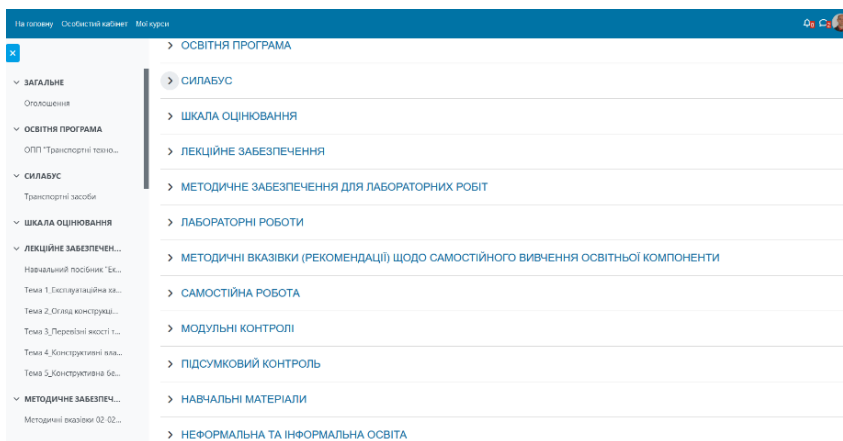 На головну Особистий кабінет Мої курси
ЗАГАЛЬНЕ
Оголошення
ОСВІТНЯ ПРОГРАМА
ОПП "Транспортні техно...
СИЛАБУС
Транспортні засоби
ШКАЛА ОЦІНЮВАННЯ
ЛЕКЦІЙНЕ ЗАБЕЗПЕЧЕН...
Навчальний посібник "Ек...
Тема 1_Експлуатаційна ха...
Тема 2_Огляд конструкці...
Тема 3_Перевізні якості т...
Тема 4_Конструктивні вла...
Тема 5_Конструктивна бе...
МЕТОДИЧНЕ ЗАБЕЗПЕЧ...
Методичні вказівки 02-02...
ОСВІТНЯ ПРОГРАМА
СИЛАБУС
ШКАЛА ОЦІНЮВАННЯ
ЛЕКЦІЙНЕ ЗАБЕЗПЕЧЕННЯ
МЕТОДИЧНЕ ЗАБЕЗПЕЧЕННЯ ДЛЯ ЛАБОРАТОРНИХ РОБІТ
ЛАБОРАТОРНІ РОБОТИ
МЕТОДИЧНІ ВКАЗІВКИ (РЕКОМЕНДАЦІЇ) ЩОДО САМОСТІЙНОГО ВИВЧЕННЯ ОСВІТНЬОЇ КОМПОНЕНТИ
САМОСТІЙНА РОБОТА
МОДУЛЬНІ КОНТРОЛІ
ПІДСУМКОВИЙ КОНТРОЛЬ
НАВЧАЛЬНІ МАТЕРІАЛИ
НЕФОРМАЛЬНА ТА ІНФОРМАЛЬНА ОСВІТА